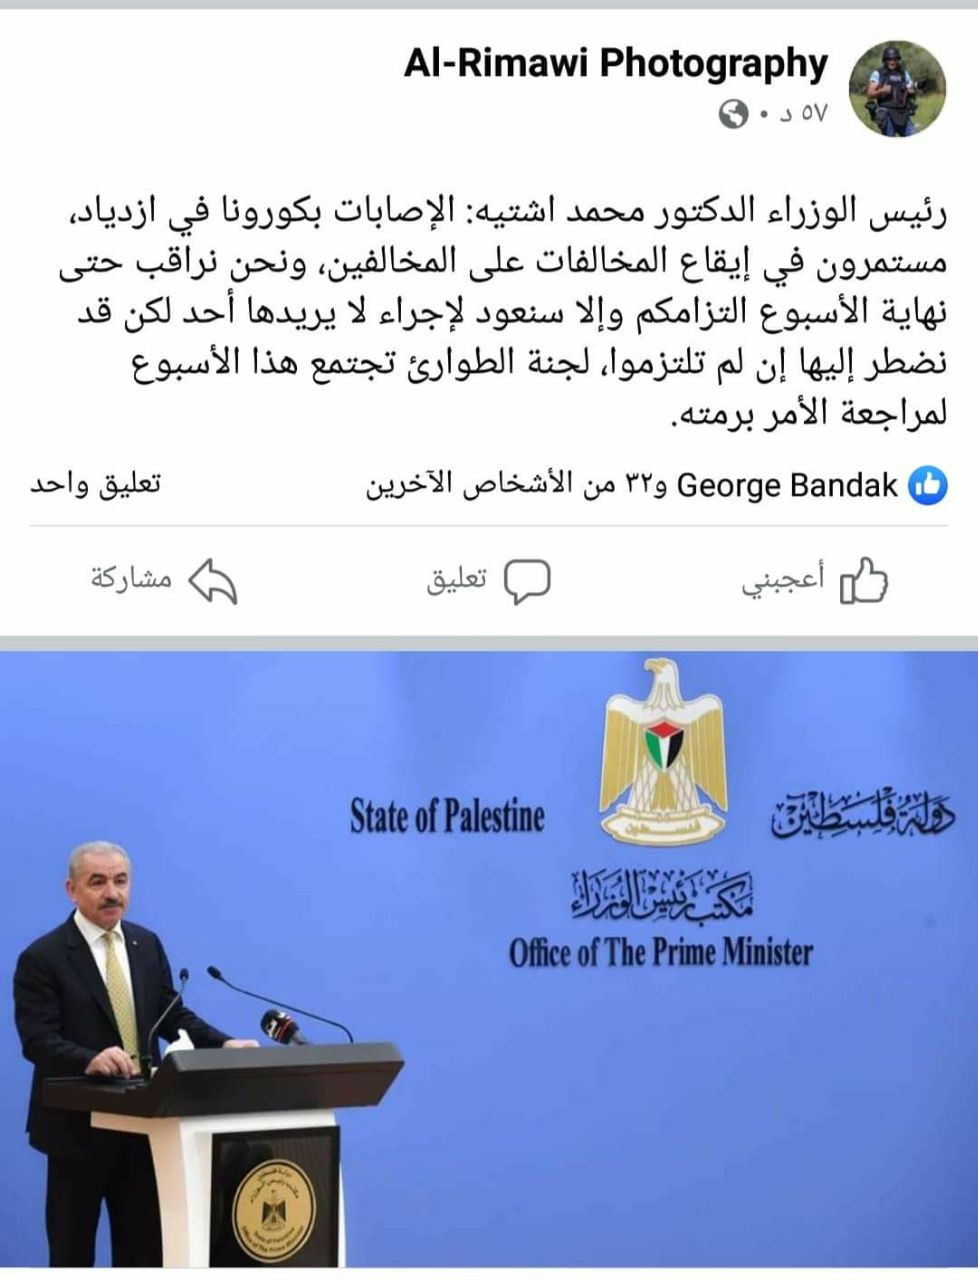 Al-Rimawi Photography
٥٧ د •
رئيس الوزراء الدكتور محمد اشتيه: الإصابات بكورونا في ازدياد،
مستمرون في إيقاع المخالفات على المخالفين، ونحن نراقب حتى
نهاية الأسبوع التزامكم وإلا سنعود لإجراء لا يريدها أحد لكن قد
نضطر إليها إن لم تلتزموا، لجنة الطوارئ تجتمع هذا الأسبوع
لمراجعة الأمر برمته.
George Bandak و٣٢ من الأشخاص الآخرين
تعليق واحد
أعجبني
تعليق
مشاركة
دولة فلسطين
State of Palestine
فلسطين
مكتب رئيس الوزراء
Office of The Prime Minister